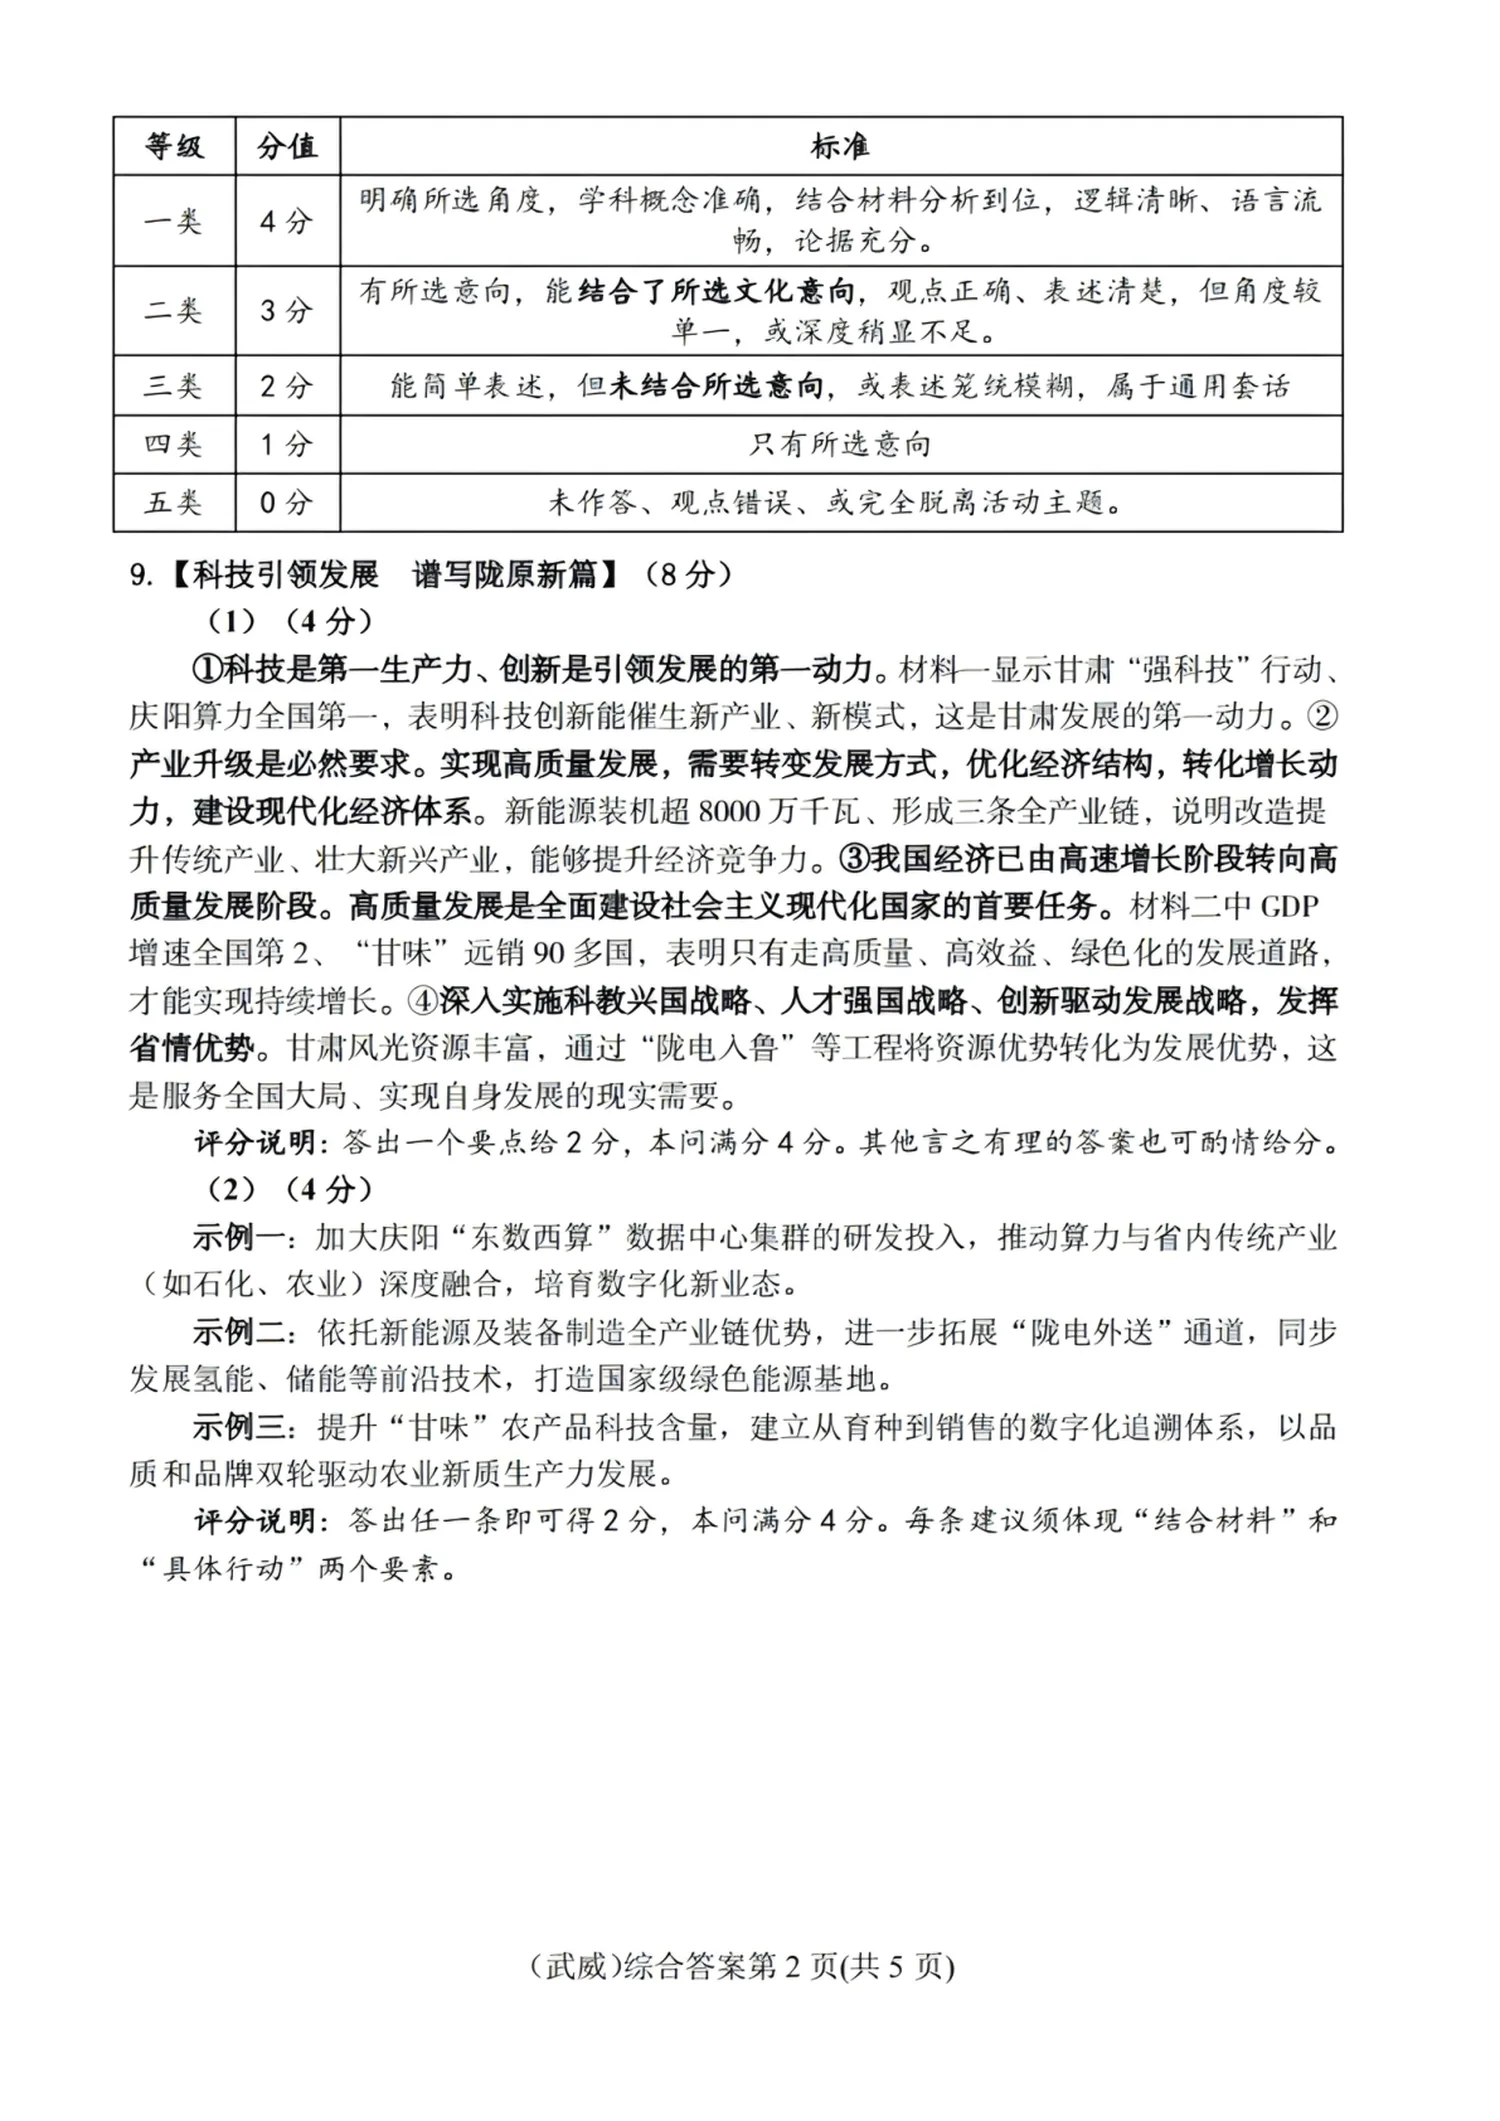 等级 分值 标准
一类 4分 明确所选角度，学科概念准确，结合材料分析到位，逻辑清晰、语言流
畅，论据充分。
二类 3分 有所选意向，能结合了所选文化意向，观点正确、表述清楚，但角度较
单一，或深度稍显不足。
三类 2分 能简单表述，但未结合所选意向，或表述笼统模糊，属于通用套话
四类 1分 只有所选意向
五类 0分 未作答、观点错误、或完全脱离活动主题。
9.【科技引领发展 谱写陇原新篇】（8分）
（1）（4分）
①科技是第一生产力、创新是引领发展的第一动力。材料一显示甘肃“强科技”行动、
庆阳算力全国第一，表明科技创新能催生新产业、新模式，这是甘肃发展的第一动力。②
产业升级是必然要求。实现高质量发展，需要转变发展方式，优化经济结构，转化增长动
力，建设现代化经济体系。新能源装机超8000万千瓦、形成三条全产业链，说明改造提
升传统产业、壮大新兴产业，能够提升经济竞争力。③我国经济已由高速增长阶段转向高
质量发展阶段。高质量发展是全面建设社会主义现代化国家的首要任务。材料二中GDP
增速全国第2、“甘味”远销90多国，表明只有走高质量、高效益、绿色化的发展道路，
才能实现持续增长。④深入实施科教兴国战略、人才强国战略、创新驱动发展战略，发挥
省情优势。甘肃风光资源丰富，通过“陇电入鲁”等工程将资源优势转化为发展优势，这
是服务全国大局、实现自身发展的现实需要。
评分说明：答出一个要点给2分，本问满分4分。其他言之有理的答案也可酌情给分。
（2）（4分）
示例一：加大庆阳“东数西算”数据中心集群的研发投入，推动算力与省内传统产业
（如石化、农业）深度融合，培育数字化新业态。
示例二：依托新能源及装备制造全产业链优势，进一步拓展“陇电外送”通道，同步
发展氢能、储能等前沿技术，打造国家级绿色能源基地。
示例三：提升“甘味”农产品科技含量，建立从育种到销售的数字化追溯体系，以品
质和品牌双轮驱动农业新质生产力发展。
评分说明：答出任一条即可得2分，本问满分4分。每条建议须体现“结合材料”和
“具体行动”两个要素。
（武威）综合答案第2页(共5页)